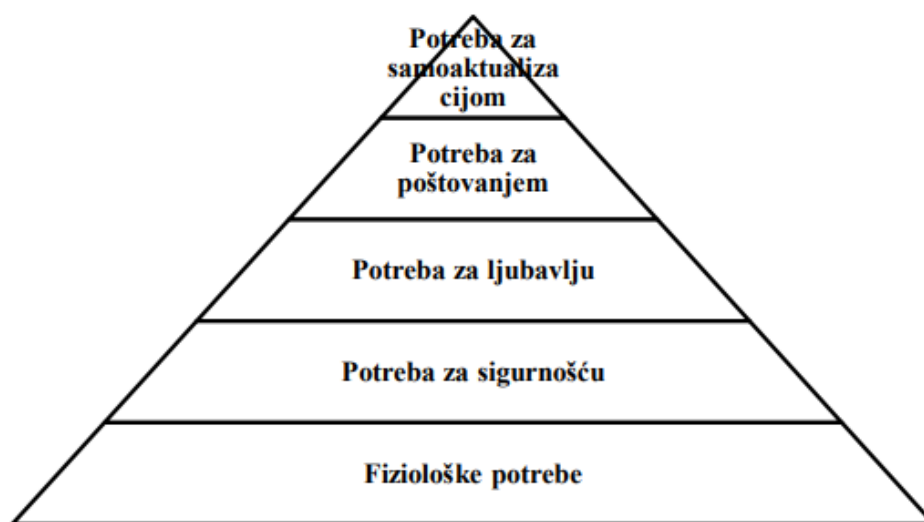 Potreba za
samoaktualiza
cijom
Potreba za
poštovanjem
Potreba za ljubavlju
Potreba za sigurnošću
Fiziološke potrebe